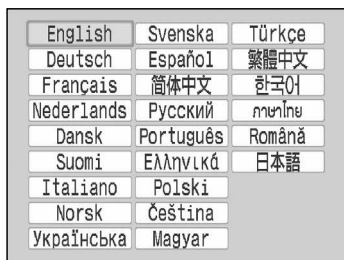 English Svenska Türkçe
Deutsch Español 繁體中文
Français 简体中文 한국어
Nederlands Русский ภาษาไทย
Dansk Português Română
Suomi Ελληνικά 日本語
Italiano Polski
Norsk Čeština
Українська Magyar